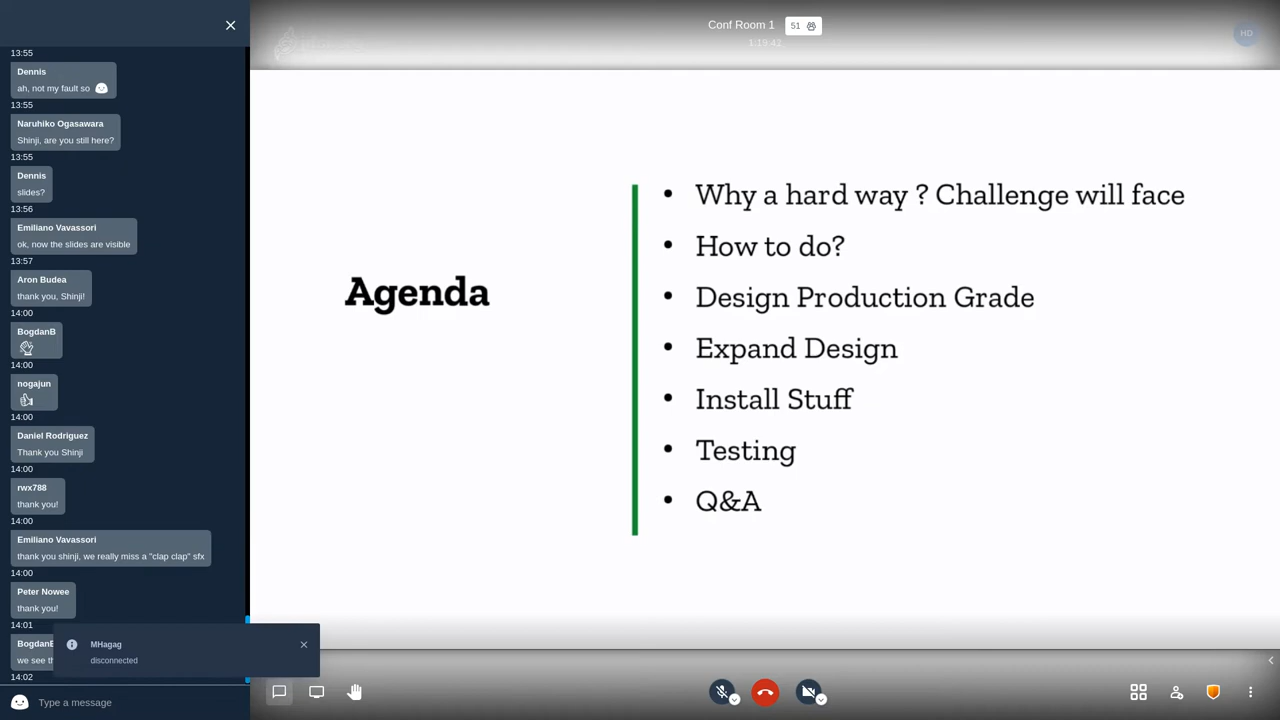 13:55
Dennis
ah, not my fault so
13:55
Naruhiko Ogasawara
Shinji, are you still here?
13:55
Dennis
slides?
13:56
Emiliano Vavassori
ok, now the slides are visible
13:57
Aron Budea
thank you, Shinji!
14:00
BogdanB
14:00
nogajun
14:00
Daniel Rodriguez
Thank you Shinji
14:00
rwx788
thank you!
14:00
Emiliano Vavassori
thank you shinji, we really miss a "clap clap" sfx
14:00
Peter Nowee
thank you!
14:01
we see
14:02
Type a message
MHagag
disconnected
Conf Room 1
51
1:19:42
HD
Agenda
• Why a hard way ? Challenge will face
• How to do?
• Design Production Grade
• Expand Design
• Install Stuff
• Testing
• Q&A